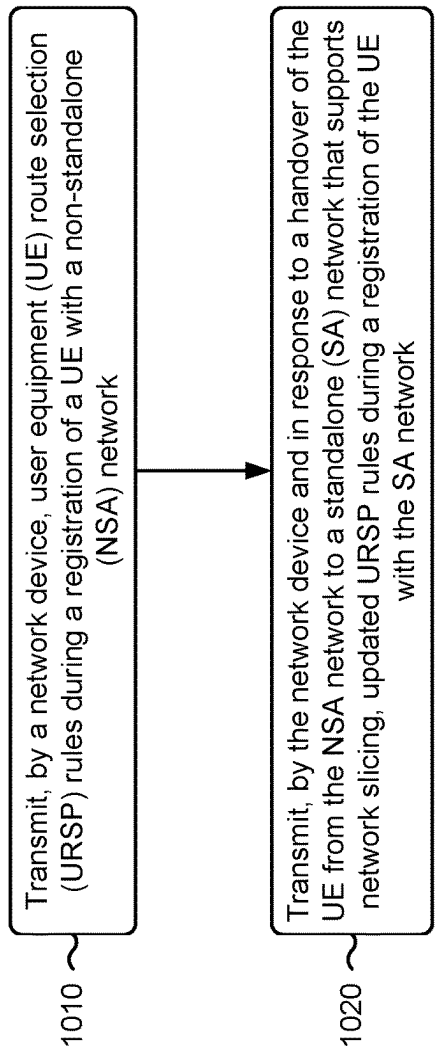 1010
Transmit, by a network device, user equipment (UE) route selection
(URSP) rules during a registration of a UE with a non-standalone
(NSA) network
1020
Transmit, by the network device and in response to a handover of the
UE from the NSA network to a standalone (SA) network that supports
network slicing, updated URSP rules during a registration of the UE
with the SA network